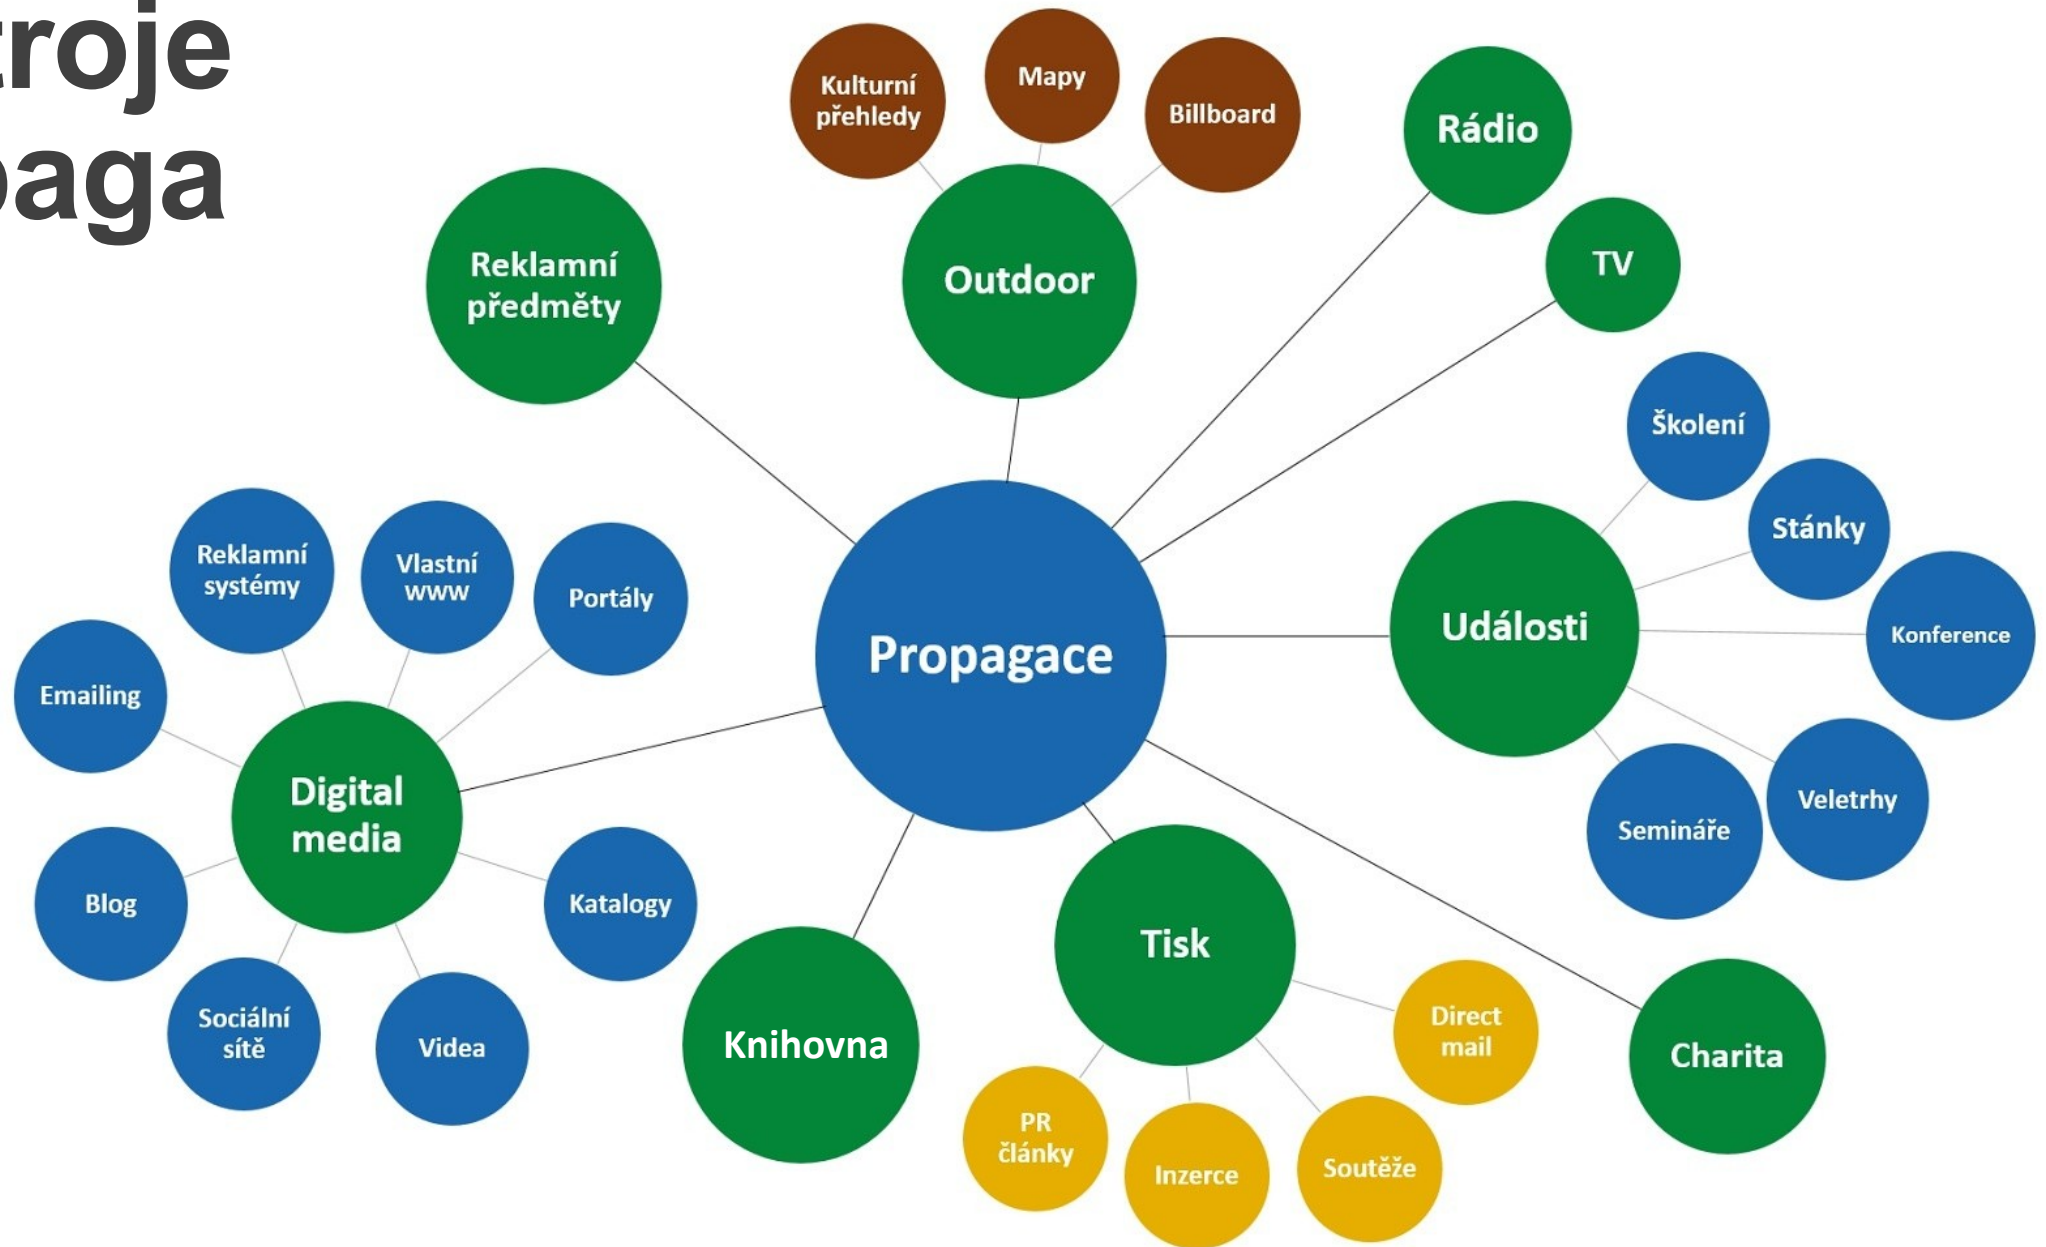 troje
paga
Kulturní
přehledy
Mapy
Billboard
Rádio
Reklamní
předměty
Outdoor
TV
Školení
Stánky
Konference
Události
Veletrhy
Semináře
Propagace
Reklamní
systémy
Vlastní
www
Portály
Emailing
Digital
media
Blog
Katalogy
Sociální
sítě
Videa
Knihovna
Tisk
Direct
mail
Charita
PR
články
Inzerce
Soutěže